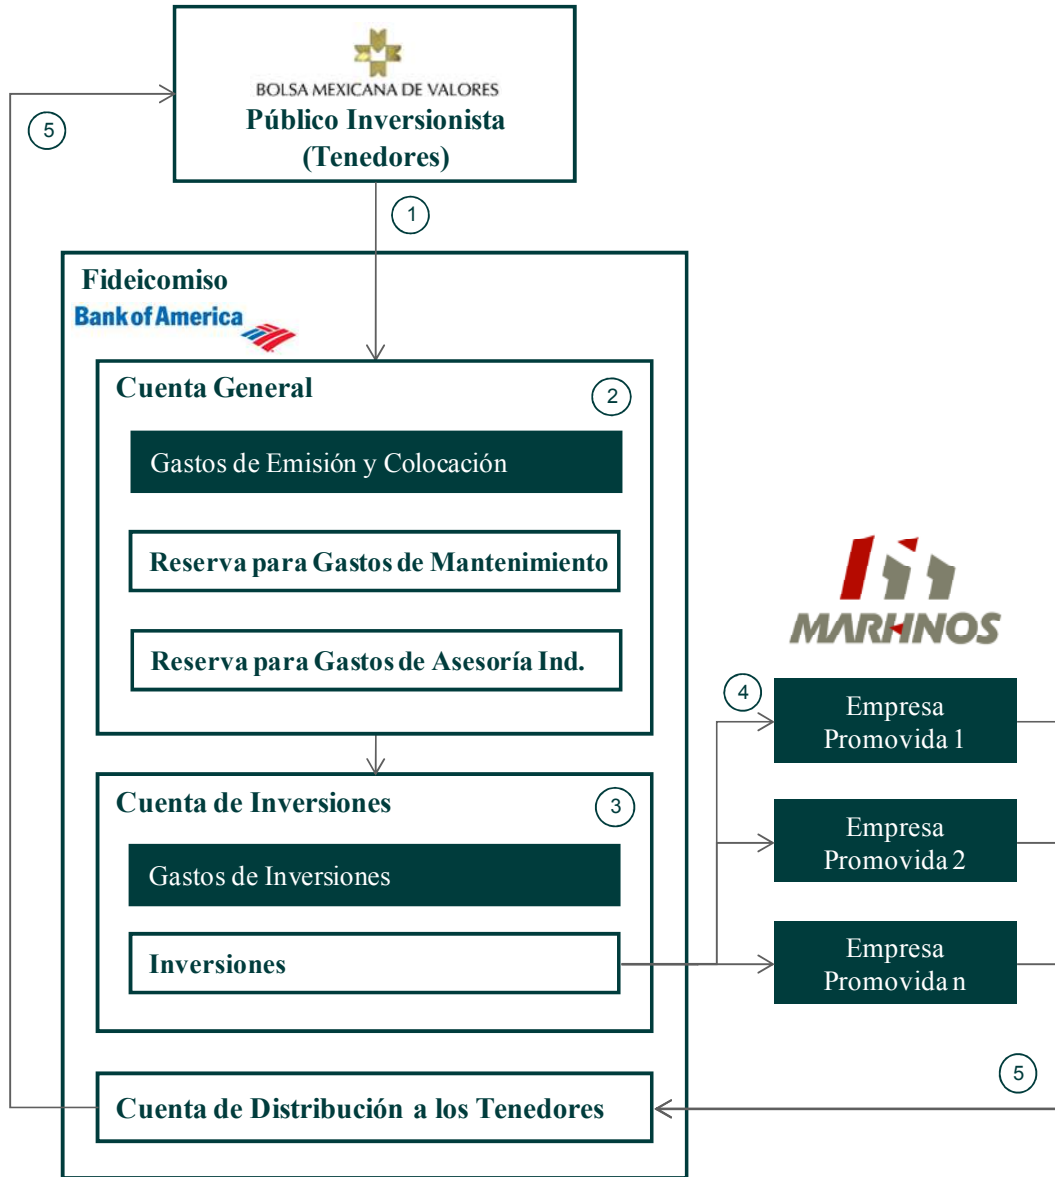 BOLSA MEXICANA DE VALORES
Público Inversionista
(Tenedores)
5
1
Fideicomiso
Bank of America
Cuenta General
2
Gastos de Emisión y Colocación
Reserva para Gastos de Mantenimiento
Reserva para Gastos de Asesoría Ind.
MARHNOS
4
Empresa
Promovida 1
Cuenta de Inversiones
3
Empresa
Promovida 2
Gastos de Inversiones
Inversiones
Empresa
Promovida n
5
Cuenta de Distribución a los Tenedores